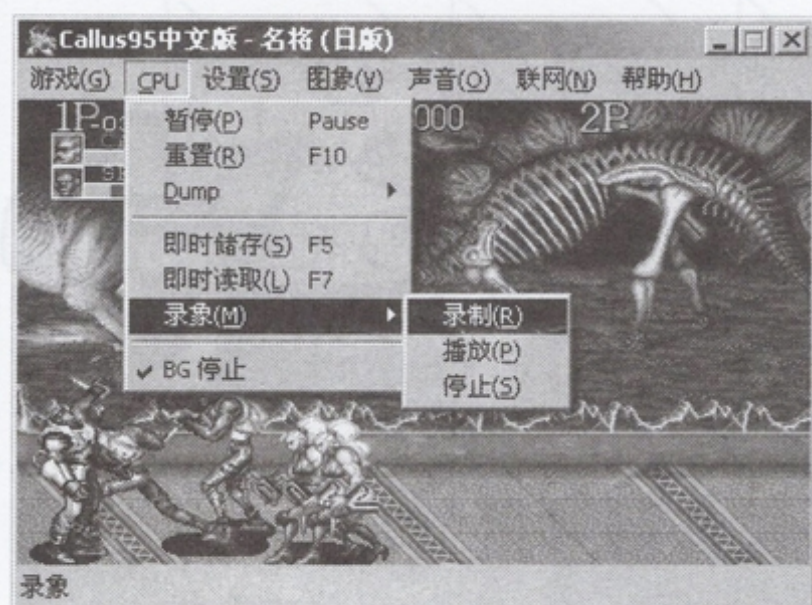 Callus95中文版 - 名将 (日版)
游戏(G) CPU 设置(S) 图象(V) 声音(O) 联网(N) 帮助(H)
1P 000 2P
暂停(P) Pause
重置(R) F10
Dump
即时储存(S) F5
即时读取(L) F7
录象(M) 录制(R)
播放(P)
BG 停止
停止(S)
录象